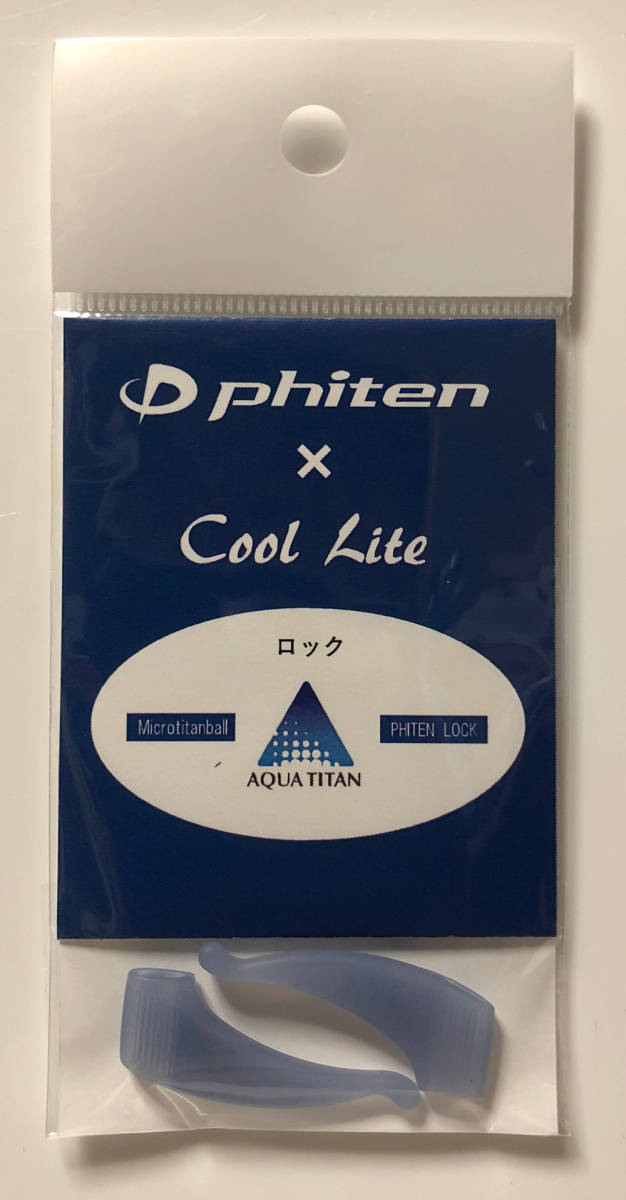 phiten
×
Cool Lite
ロック
Microtitanball
PHITEN LOCK
AQUA TITAN